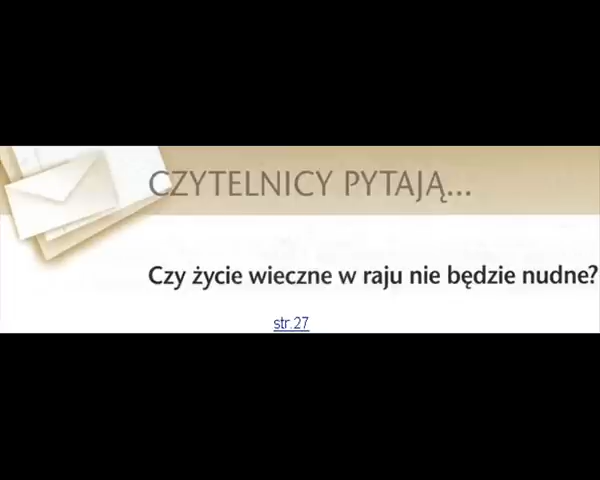 CZYTELNICY PYTAJĄ...
Czy życie wieczne w raju nie będzie nudne?
str.27